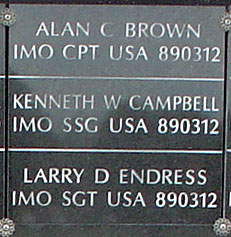 ALAN C BROWN
IMO CPT USA 890312
KENNETH W CAMPBELL
IMO SSG USA 890312
LARRY D ENDRESS
IMO SGT USA 890312